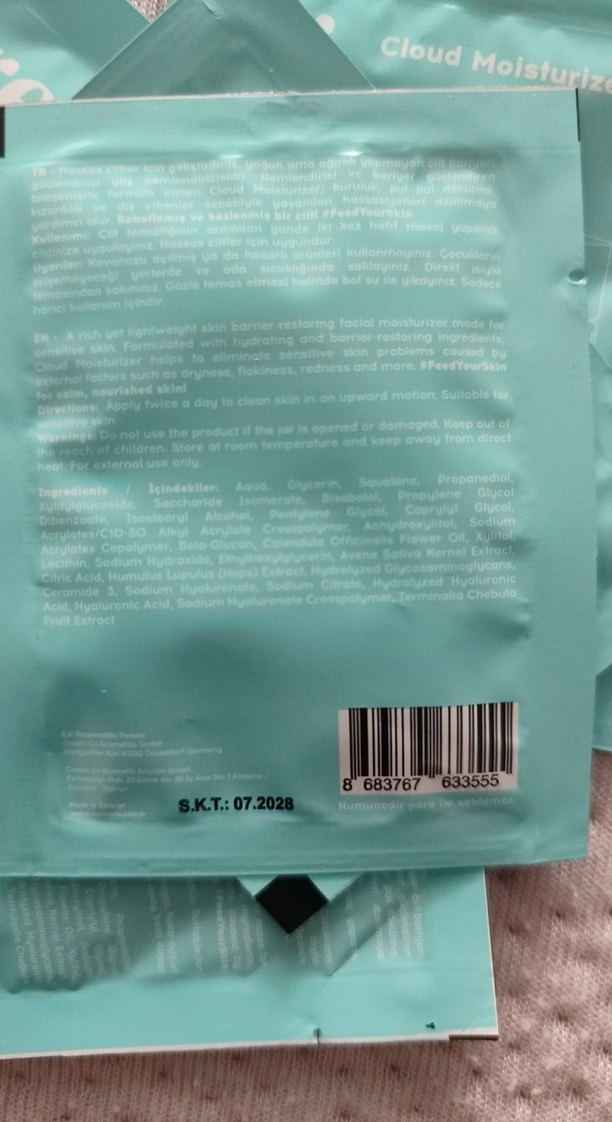 Cloud Moisturize
TR - Hassas ciltler için geliştirilmiş, yoğun ama ağırlık yapmayan cilt bariyeri
güçlendirici yüz nemlendiricisidir. Nemlendirici ve bariyer güçlendiren
bileşenlerle formüle edilen Cloud Moisturizer; kuruluk, pul pul dökülme,
kızarıklık ve dış etkenler sebebiyle yaşanılan hassasiyetleri azaltmaya
yardımcı olur. Rahatlamış ve beslenmiş bir cilt! #FeedYourSkin
Kullanımı: Cilt temizliğinin ardından günde iki kez hafif masaj yaparak
cildinize uygulayınız. Hassas ciltler için uygundur.
Uyarılar: Kavanozu açılmış ya da hasarlı ürünleri kullanmayınız. Çocukların
erişemeyeceği yerlerde ve oda sıcaklığında saklayınız. Direkt ısıyla
temasından sakınınız. Gözle temas etmesi halinde bol su ile yıkayınız. Sadece
harici kullanım içindir.
EN - A rich yet lightweight skin barrier-restoring facial moisturizer made for
sensitive skin. Formulated with hydrating and barrier-restoring ingredients,
Cloud Moisturizer helps to eliminate sensitive skin problems caused by
external factors such as dryness, flakiness, redness and more. #FeedYourSkin
for calm, nourished skin!
Directions: Apply twice a day to clean skin in an upward motion. Suitable for
sensitive skin.
Warnings: Do not use the product if the jar is opened or damaged. Keep out of
the reach of children. Store at room temperature and keep away from direct
heat. For external use only.
Ingredients / İçindekiler: Aqua, Glycerin, Squalane, Propanediol,
Xylitylglucoside, Saccharide Isomerate, Bisabolol, Propylene Glycol
Dibenzoate, Isostearyl Alcohol, Pentylene Glycol, Caprylyl Glycol,
Acrylates/C10-30 Alkyl Acrylate Crosspolymer, Anhydroxylitol, Sodium
Acrylates Copolymer, Beta-Glucan, Calendula Officinalis Flower Oil, Xylitol,
Lecithin, Sodium Hydroxide, Ethylhexylglycerin, Avena Sativa Kernel Extract,
Citric Acid, Humulus Lupulus (Hops) Extract, Hydrolyzed Glycosaminoglycans,
Ceramide 3, Sodium Hyaluronate, Sodium Citrate, Hydrolyzed Hyaluronic
Acid, Hyaluronic Acid, Sodium Hyaluronate Crosspolymer, Terminalia Chebula
Fruit Extract
E.U Responsible Person:
Cream Co Cosmetics GmbH
40212 Düsseldorf Germany
Made in Türkiye
S.K.T.: 07.2028
8 683767 633555
Numunedir para ile satılamaz